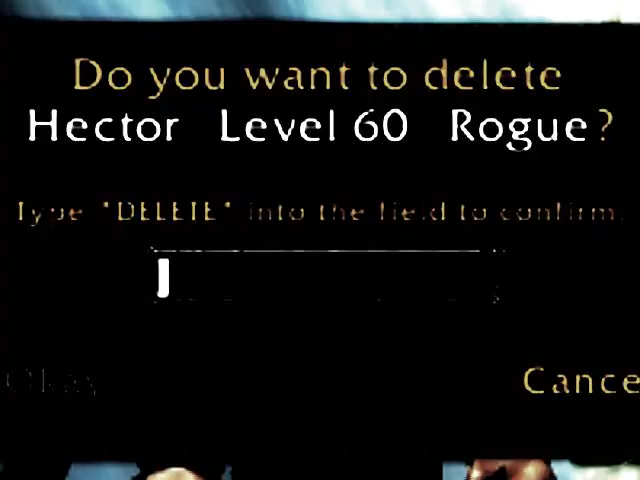 Do you want to delete
Hector Level 60 Rogue?
Type "DELETE" into the field to confirm.
Okay Cance